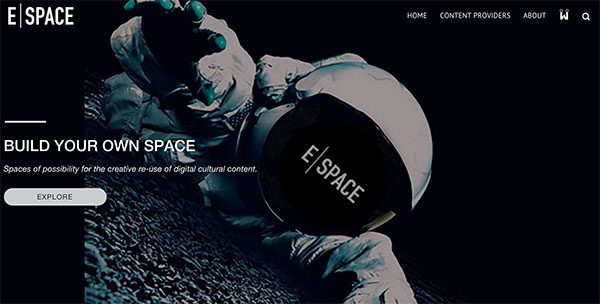 E|SPACE
HOME CONTENT PROVIDERS ABOUT
BUILD YOUR OWN SPACE
Spaces of possibility for the creative re-use of digital cultural content.
EXPLORE
E|SPACE